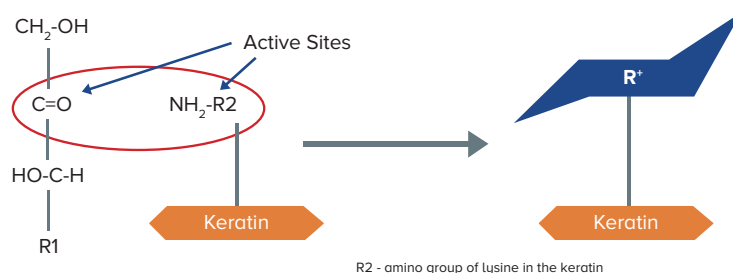 CH₂-OH
Active Sites
C=O
NH₂-R2
HO-C-H
Keratin
R1
R⁺
Keratin
R2 - amino group of lysine in the keratin